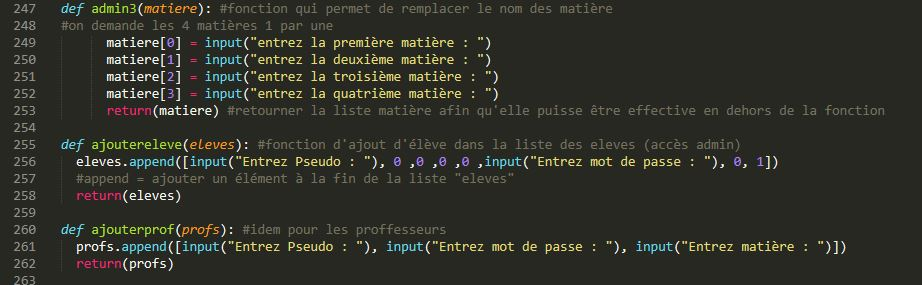 247 def admin3(matiere): #fonction qui permet de remplacer le nom des matière
248 #on demande les 4 matières 1 par une
249 matiere[0] = input("entrez la première matière : ")
250 matiere[1] = input("entrez la deuxième matière : ")
251 matiere[2] = input("entrez la troisième matière : ")
252 matiere[3] = input("entrez la quatrième matière : ")
253 return(matiere) #retourner la liste matière afin qu'elle puisse être effective en dehors de la fonction
254
255 def ajoutereleve(eleves): #fonction d'ajout d'élève dans la liste des eleves (accès admin)
256 eleves.append([input("Entrez Pseudo : "), 0 ,0 ,0 ,0 ,input("Entrez mot de passe : "), 0, 1])
257 #append = ajouter un élément à la fin de la liste "eleves"
258 return(eleves)
259
260 def ajouterprof(profs): #idem pour les proffesseurs
261 profs.append([input("Entrez Pseudo : "), input("Entrez mot de passe : "), input("Entrez matière : ")])
262 return(profs)
263